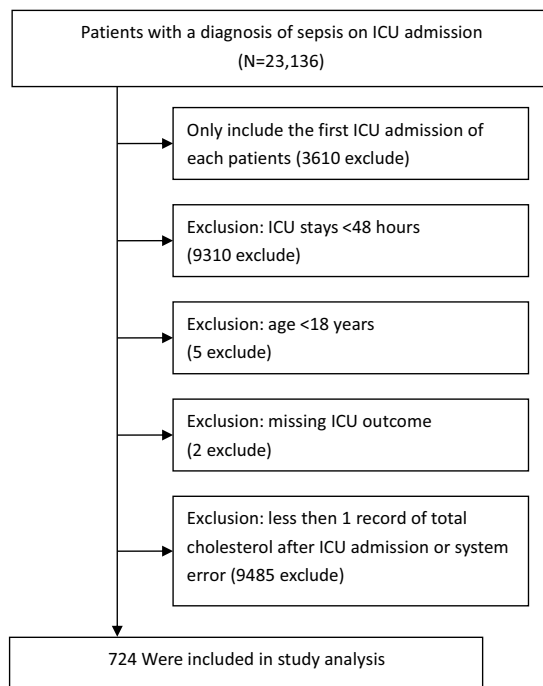 Patients with a diagnosis of sepsis on ICU admission
(N=23,136)
Only include the first ICU admission of
each patients (3610 exclude)
Exclusion: ICU stays <48 hours
(9310 exclude)
Exclusion: age <18 years
(5 exclude)
Exclusion: missing ICU outcome
(2 exclude)
Exclusion: less then 1 record of total
cholesterol after ICU admission or system
error (9485 exclude)
724 Were included in study analysis